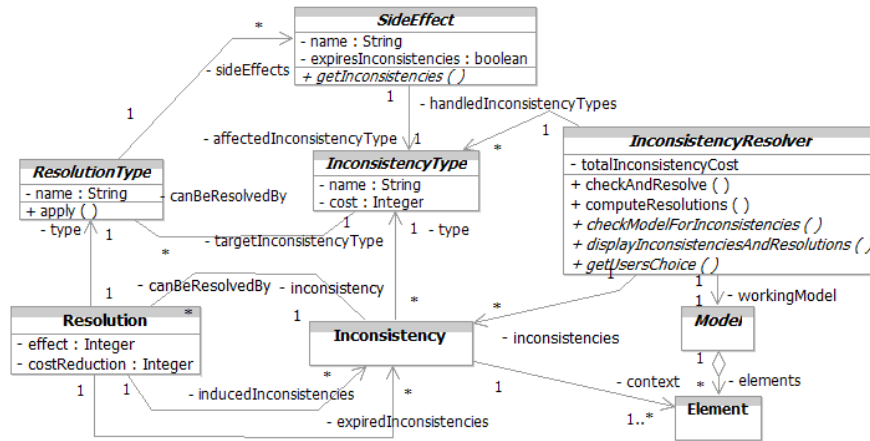 SideEffect
- name : String
- expiresInconsistencies : boolean
+ getInconsistencies ( )
*
- sideEffects
1
1
- affectedInconsistencyType
1
- handledInconsistencyTypes
1
*
InconsistencyResolver
- totalInconsistencyCost
+ checkAndResolve ( )
+ computeResolutions ( )
+ checkModelForInconsistencies ( )
+ displayInconsistenciesAndResolutions ( )
+ getUsersChoice ( )
ResolutionType
- name : String
+ apply ( )
- canBeResolvedBy
InconsistencyType
- name : String
- cost : Integer
- type
1
*
- targetInconsistencyType
1
1
- type
- canBeResolvedBy
- inconsistency
1
*
1
*
*
1
1
1
- workingModel
Resolution
- effect : Integer
- costReduction : Integer
Inconsistency
- inconsistencies
Model
1
1
1
- inducedInconsistencies
*
*
- expiredInconsistencies
1
- context
1..*
*
- elements
Element